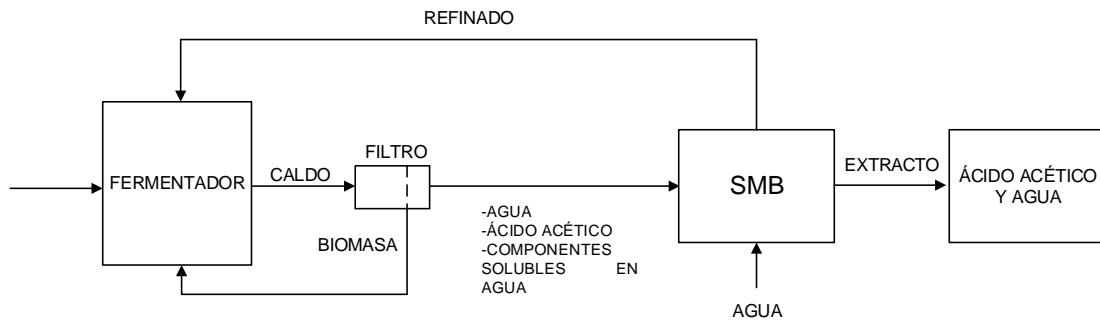 REFINADO
FERMENTADOR
CALDO
FILTRO
BIOMASA
-AGUA
-ÁCIDO ACÉTICO
-COMPONENTES
SOLUBLES EN
AGUA
SMB
AGUA
EXTRACTO
ÁCIDO ACÉTICO
Y AGUA